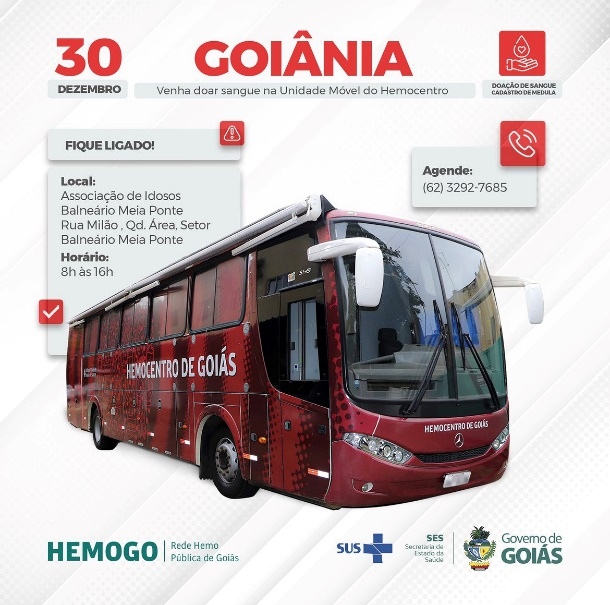 30
DEZEMBRO
GOIÂNIA
Venha doar sangue na Unidade Móvel do Hemocentro
DOAÇÃO DE SANGUE
CADASTRO DE MEDULA
FIQUE LIGADO!
Local:
Associação de Idosos
Balneário Meia Ponte
Rua Milão , Qd. Área, Setor
Balneário Meia Ponte
Horário:
8h às 16h
Agende:
(62) 3292-7685
HEMOCENTRO DE GOIÁS
HEMOCENTRO DE GOIÁS
HEMOGO
Rede Hemo
Pública de Goiás
SUS
SES
Secretaria de
Estado da
Saúde
Governo de
GOIÁS